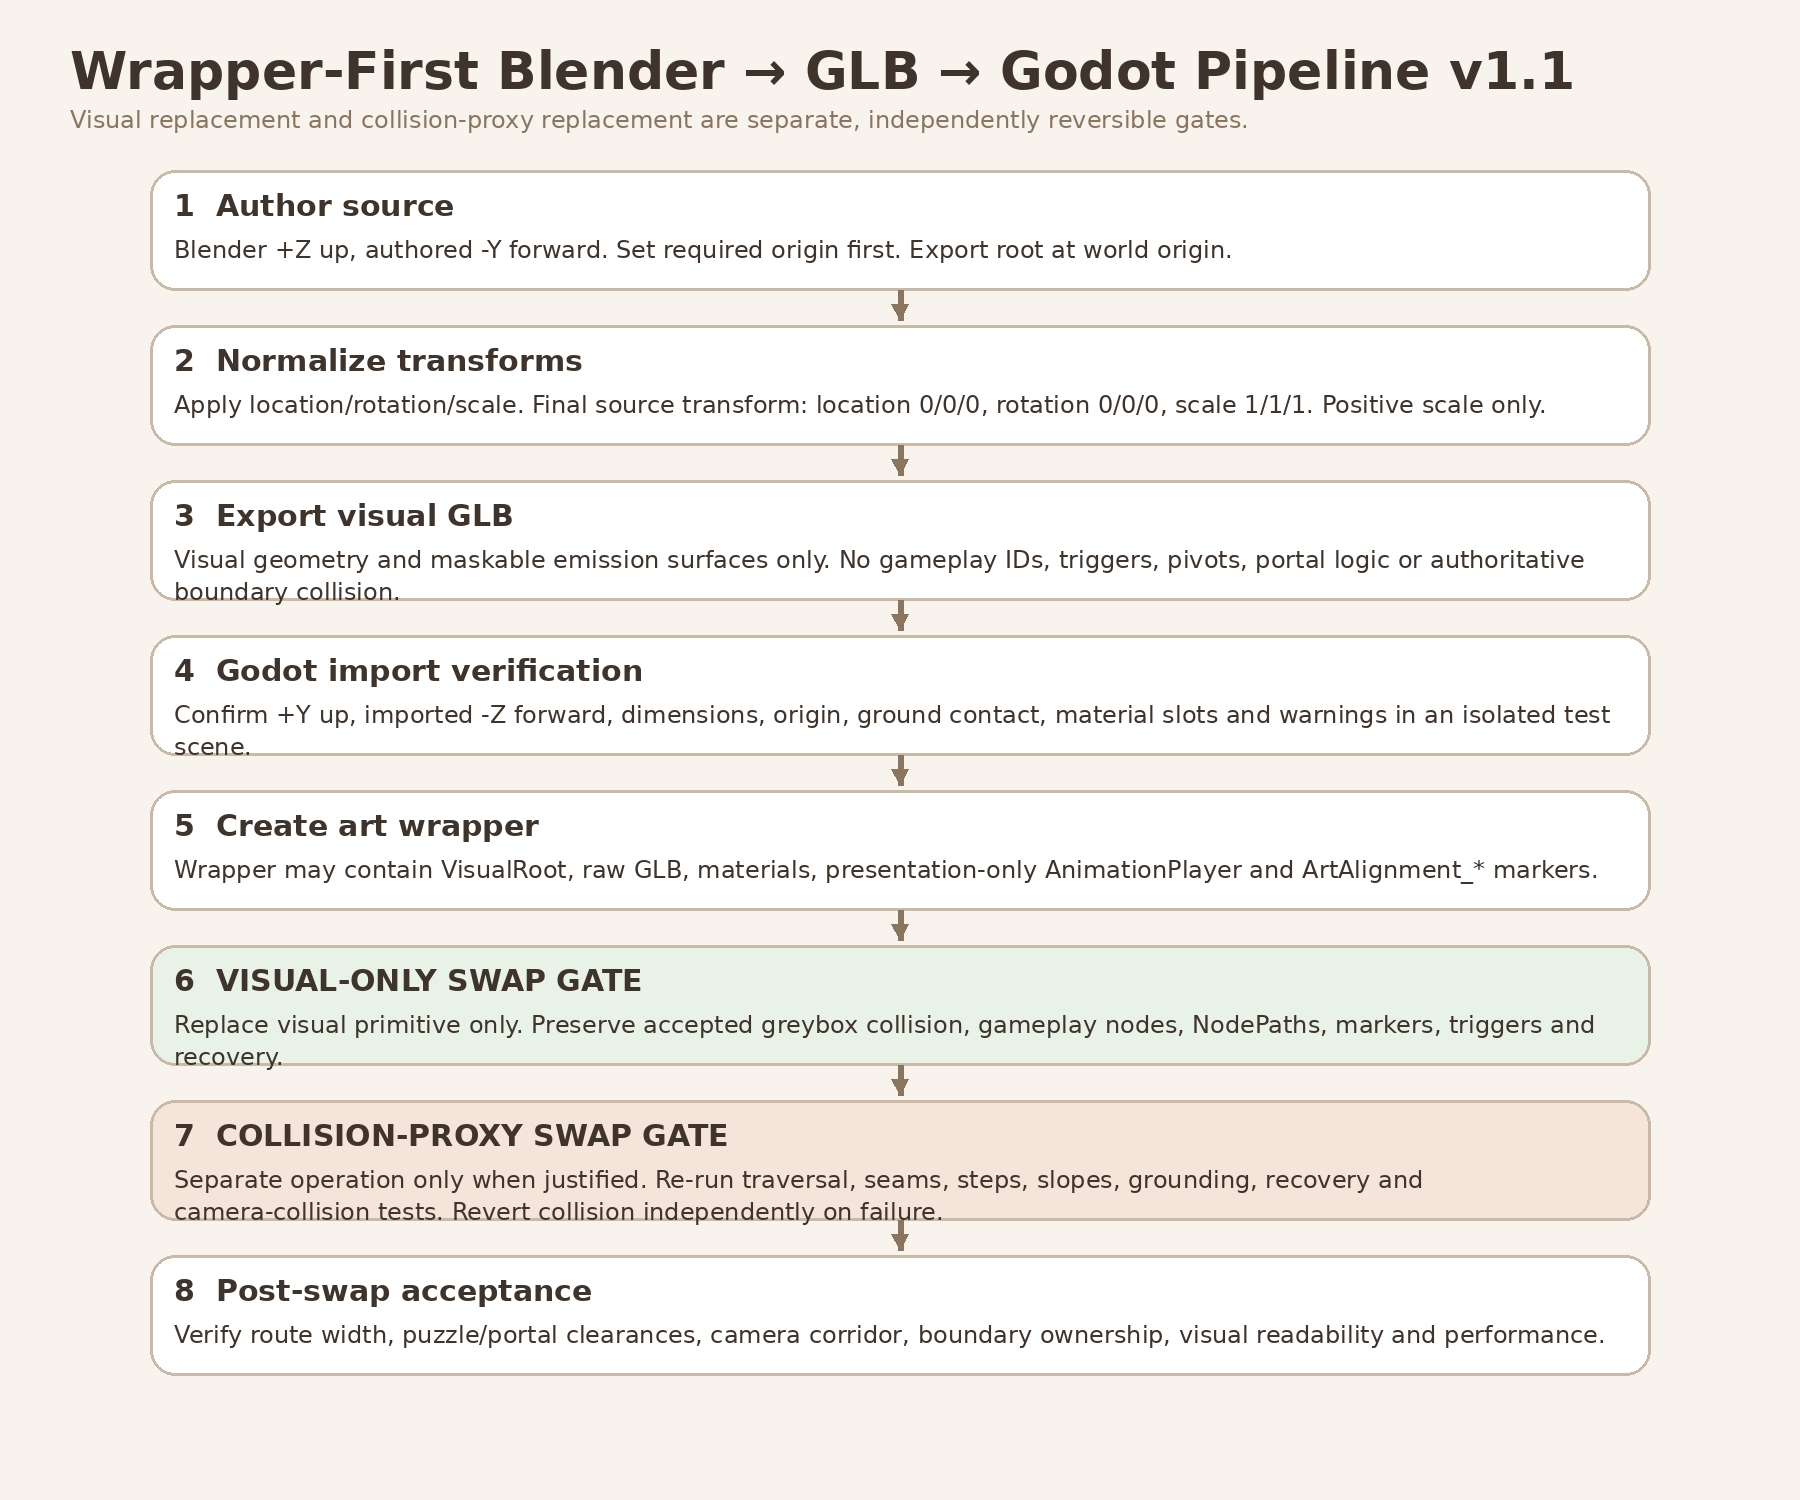 Wrapper-First Blender → GLB → Godot Pipeline v1.1
Visual replacement and collision-proxy replacement are separate, independently reversible gates.
1 Author source
Blender +Z up, authored -Y forward. Set required origin first. Export root at world origin.
2 Normalize transforms
Apply location/rotation/scale. Final source transform: location 0/0/0, rotation 0/0/0, scale 1/1/1. Positive scale only.
3 Export visual GLB
Visual geometry and maskable emission surfaces only. No gameplay IDs, triggers, pivots, portal logic or authoritative
boundary collision.
4 Godot import verification
Confirm +Y up, imported -Z forward, dimensions, origin, ground contact, material slots and warnings in an isolated test
scene.
5 Create art wrapper
Wrapper may contain VisualRoot, raw GLB, materials, presentation-only AnimationPlayer and ArtAlignment_* markers.
6 VISUAL-ONLY SWAP GATE
Replace visual primitive only. Preserve accepted greybox collision, gameplay nodes, NodePaths, markers, triggers and
recovery.
7 COLLISION-PROXY SWAP GATE
Separate operation only when justified. Re-run traversal, seams, steps, slopes, grounding, recovery and
camera-collision tests. Revert collision independently on failure.
8 Post-swap acceptance
Verify route width, puzzle/portal clearances, camera corridor, boundary ownership, visual readability and performance.